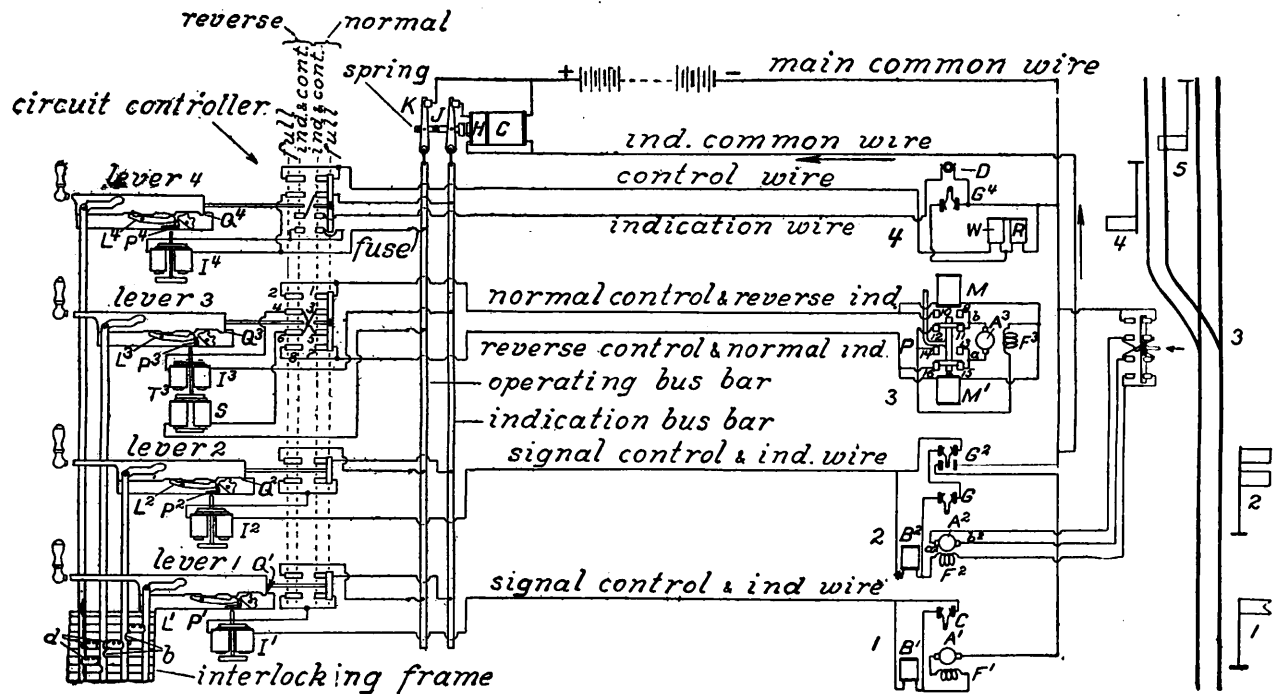 reverse normal
full
ind.& cont.
ind.& cont.
full
spring K J H C
+ - main common wire
circuit controller
ind. common wire
lever 4 control wire D
G⁴
indication wire
L⁴ P⁴ Q⁴ fuse 4 W R
I⁴
5
4
lever 3 normal control & reverse ind. M
2 1
4 3
L³ P³ Q³ reverse control & normal ind. P b A³ F³
T³ I³ operating bus bar 3 M'
S
3
indication bus bar
lever 2 signal control & ind. wire G²
L² P² Q² G
I² 2 B² A² F²
2
lever 1 Q' signal control & ind wire
L' P' C
I' 1 B' A' F'
1
a b
interlocking frame